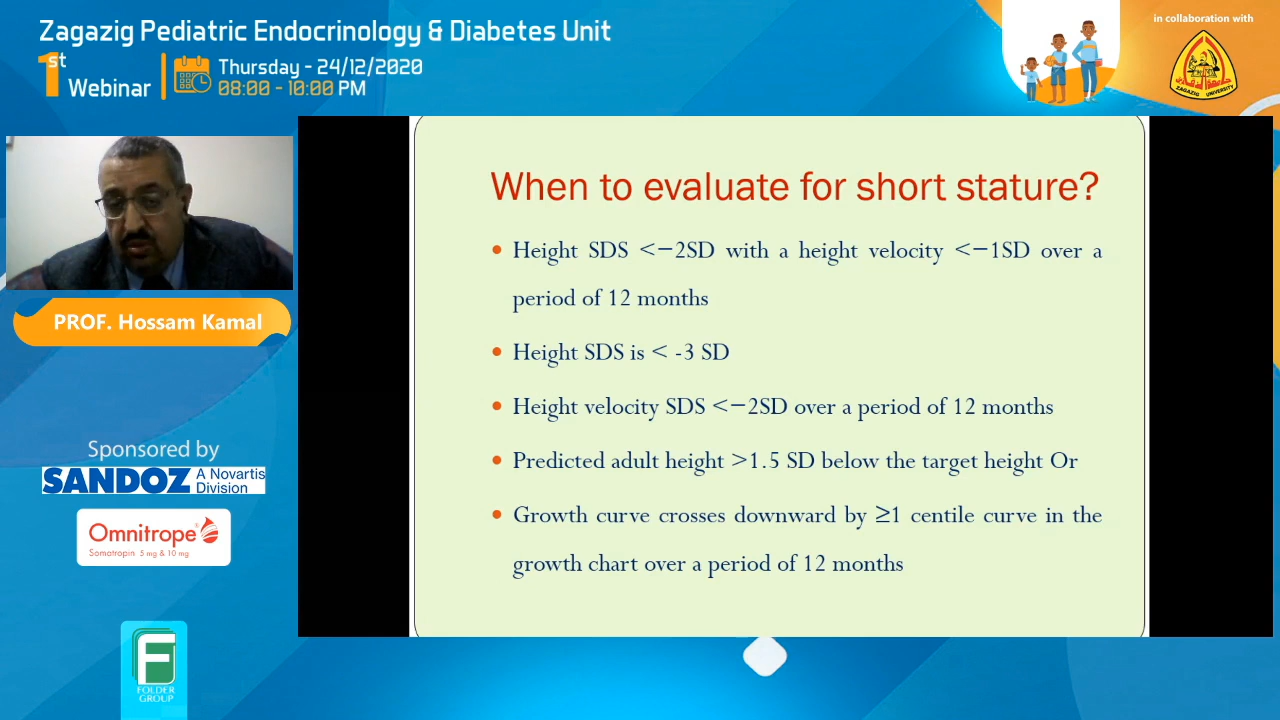 Zagazig Pediatric Endocrinology & Diabetes Unit
1st Webinar
Thursday - 24/12/2020
08:00 - 10:00 PM
in collaboration with
ZAGAZIG UNIVERSITY
When to evaluate for short stature?
• Height SDS <−2SD with a height velocity <−1SD over a
period of 12 months
• Height SDS is < -3 SD
• Height velocity SDS <−2SD over a period of 12 months
• Predicted adult height >1.5 SD below the target height Or
• Growth curve crosses downward by ≥1 centile curve in the
growth chart over a period of 12 months
PROF. Hossam Kamal
Sponsored by
SANDOZ A Novartis
Division
Omnitrope®
Somatropin 5 mg & 10 mg
F
FOLDER
GROUP